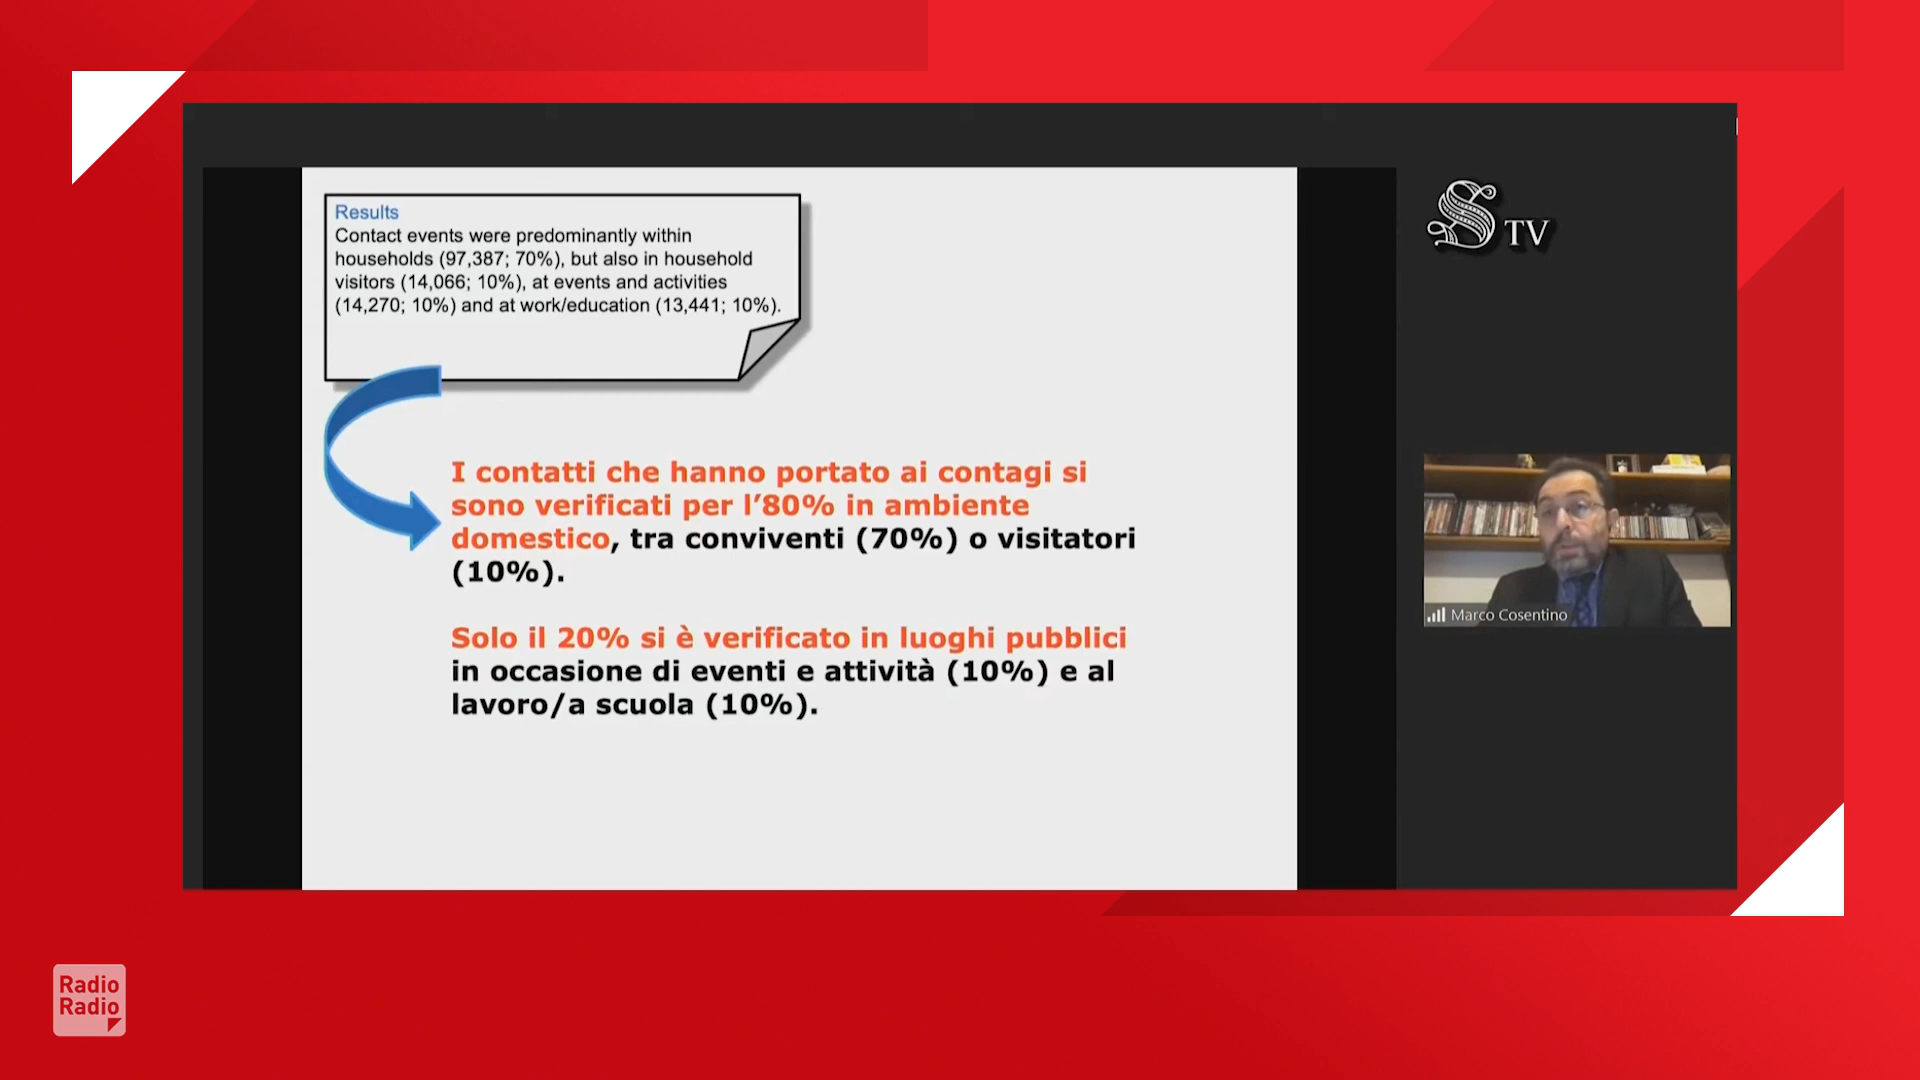 Results
Contact events were predominantly within
households (97,387; 70%), but also in household
visitors (14,066; 10%), at events and activities
(14,270; 10%) and at work/education (13,441; 10%).
I contatti che hanno portato ai contagi si
sono verificati per l’80% in ambiente
domestico, tra conviventi (70%) o visitatori
(10%).
Solo il 20% si è verificato in luoghi pubblici
in occasione di eventi e attività (10%) e al
lavoro/a scuola (10%).
S TV
Marco Cosentino
Radio
Radio